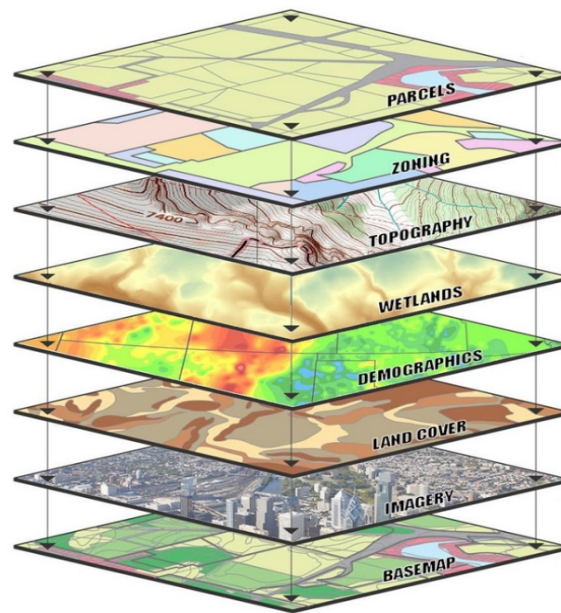 PARCELS
ZONING
7400
TOPOGRAPHY
WETLANDS
DEMOGRAPHICS
LAND COVER
IMAGERY
BASEMAP